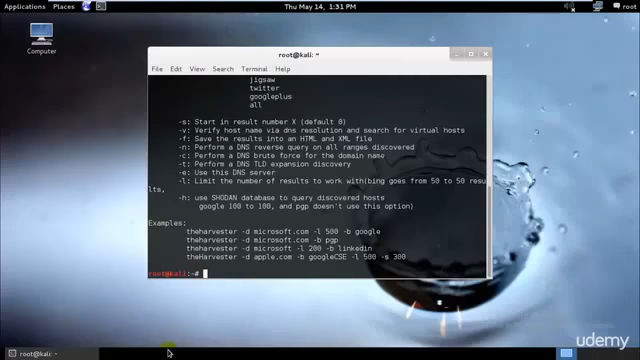 Applications Places Thu May 14, 1:31 PM root
Computer
root@kali: ~
File Edit View Search Terminal Help
jigsaw
twitter
googleplus
all
-s: Start in result number X (default 0)
-v: Verify host name via dns resolution and search for virtual hosts
-f: Save the results into an HTML and XML file
-n: Perform a DNS reverse query on all ranges discovered
-c: Perform a DNS brute force for the domain name
-t: Perform a DNS TLD expansion discovery
-e: Use this DNS server
-l: Limit the number of results to work with(bing goes from 50 to 50 resu
lts,
-h: use SHODAN database to query discovered hosts
google 100 to 100, and pgp doesn't use this option)
Examples:
theharvester -d microsoft.com -l 500 -b google
theharvester -d microsoft.com -b pgp
theharvester -d microsoft -l 200 -b linkedin
theHarvester -d apple.com -b googleCSE -l 500 -s 300
root@kali:~#
udemy
root@kali: ~